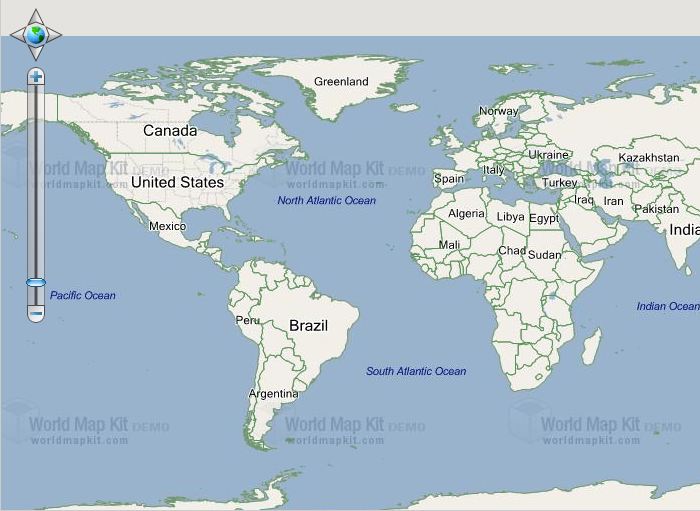 Greenland
Norway
Canada
Ukraine
Kazakhstan
World Map Kit DEMO
worldmapkit.com
World Map Kit DEMO
worldmapkit.com
World Map Kit
worldmapkit.com
Italy
Spain
United States
Turkey
North Atlantic Ocean
Iraq
Iran
Pakistan
Algeria
Libya
Egypt
Mexico
India
Mali
Chad
Sudan
Pacific Ocean
Indian Ocean
Peru
Brazil
South Atlantic Ocean
Argentina
World Map Kit DEMO
worldmapkit.com
World Map Kit DEMO
worldmapkit.com
World Map Kit DEMO
worldmapkit.com